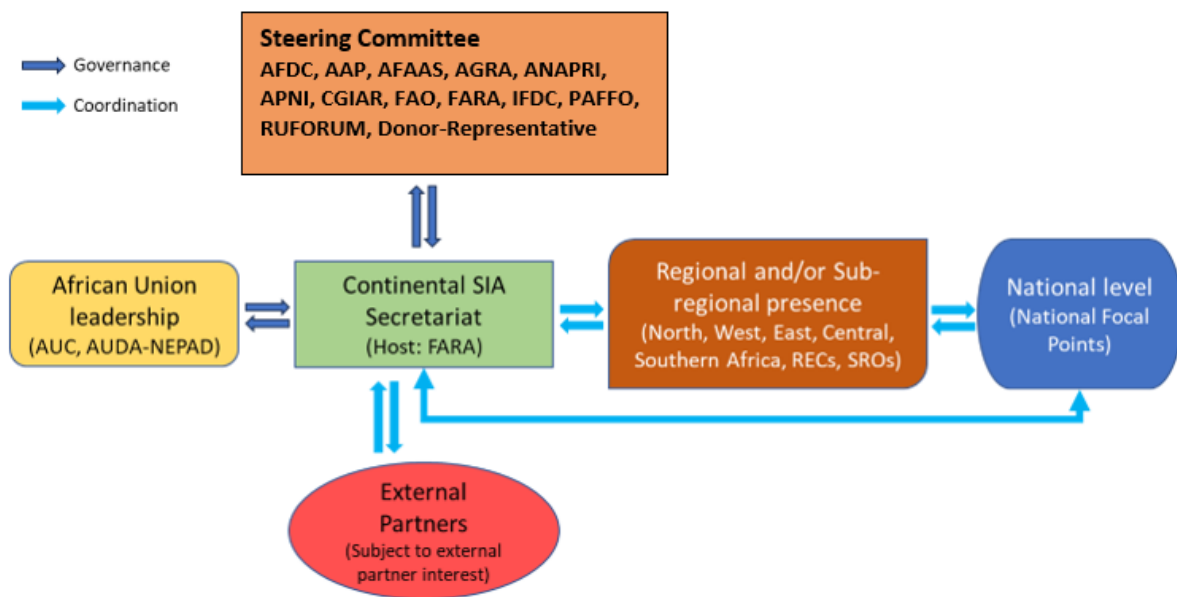 Steering Committee
AFDC, AAP, AFAAS, AGRA, ANAPRI,
APNI, CGIAR, FAO, FARA, IFDC, PAFFO,
RUFORUM, Donor-Representative
Governance
Coordination
African Union
leadership
(AUC, AUDA-NEPAD)
Continental SIA
Secretariat
(Host: FARA)
Regional and/or Sub-
regional presence
(North, West, East, Central,
Southern Africa, RECs, SROs)
National level
(National Focal
Points)
External
Partners
(Subject to external
partner interest)